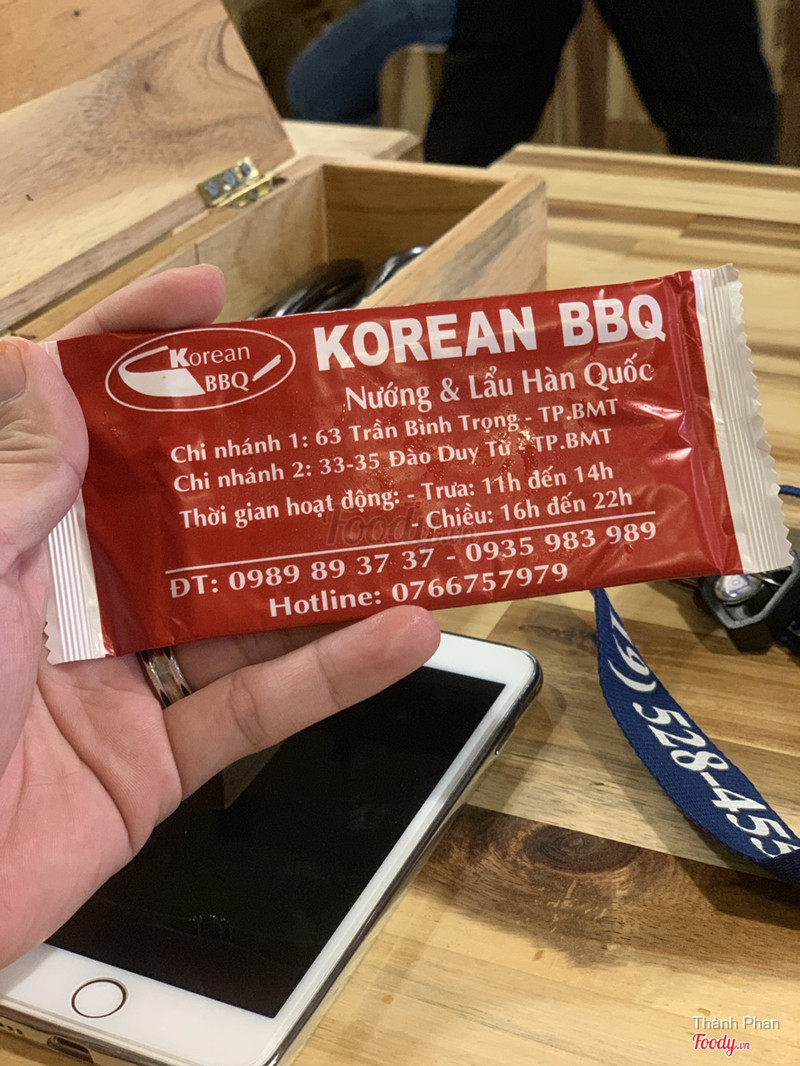 Korean
BBQ
KOREAN BBQ
Nướng & Lẩu Hàn Quốc
Chi nhánh 1: 63 Trần Bình Trọng - TP.BMT
Chi nhánh 2: 33-35 Đào Duy Từ - TP.BMT
Thời gian hoạt động: - Trưa: 11h đến 14h
- Chiều: 16h đến 22h
ĐT: 0989 89 37 37 - 0935 983 989
Hotline: 0766757979
Foody.vn
528-455
Thành Phan
Foody.vn